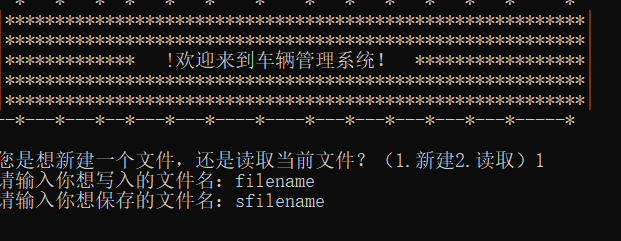 !欢迎来到车辆管理系统!
您是想新建一个文件,还是读取当前文件?(1.新建2.读取)1
请输入你想写入的文件名:filename
请输入你想保存的文件名:sfilename